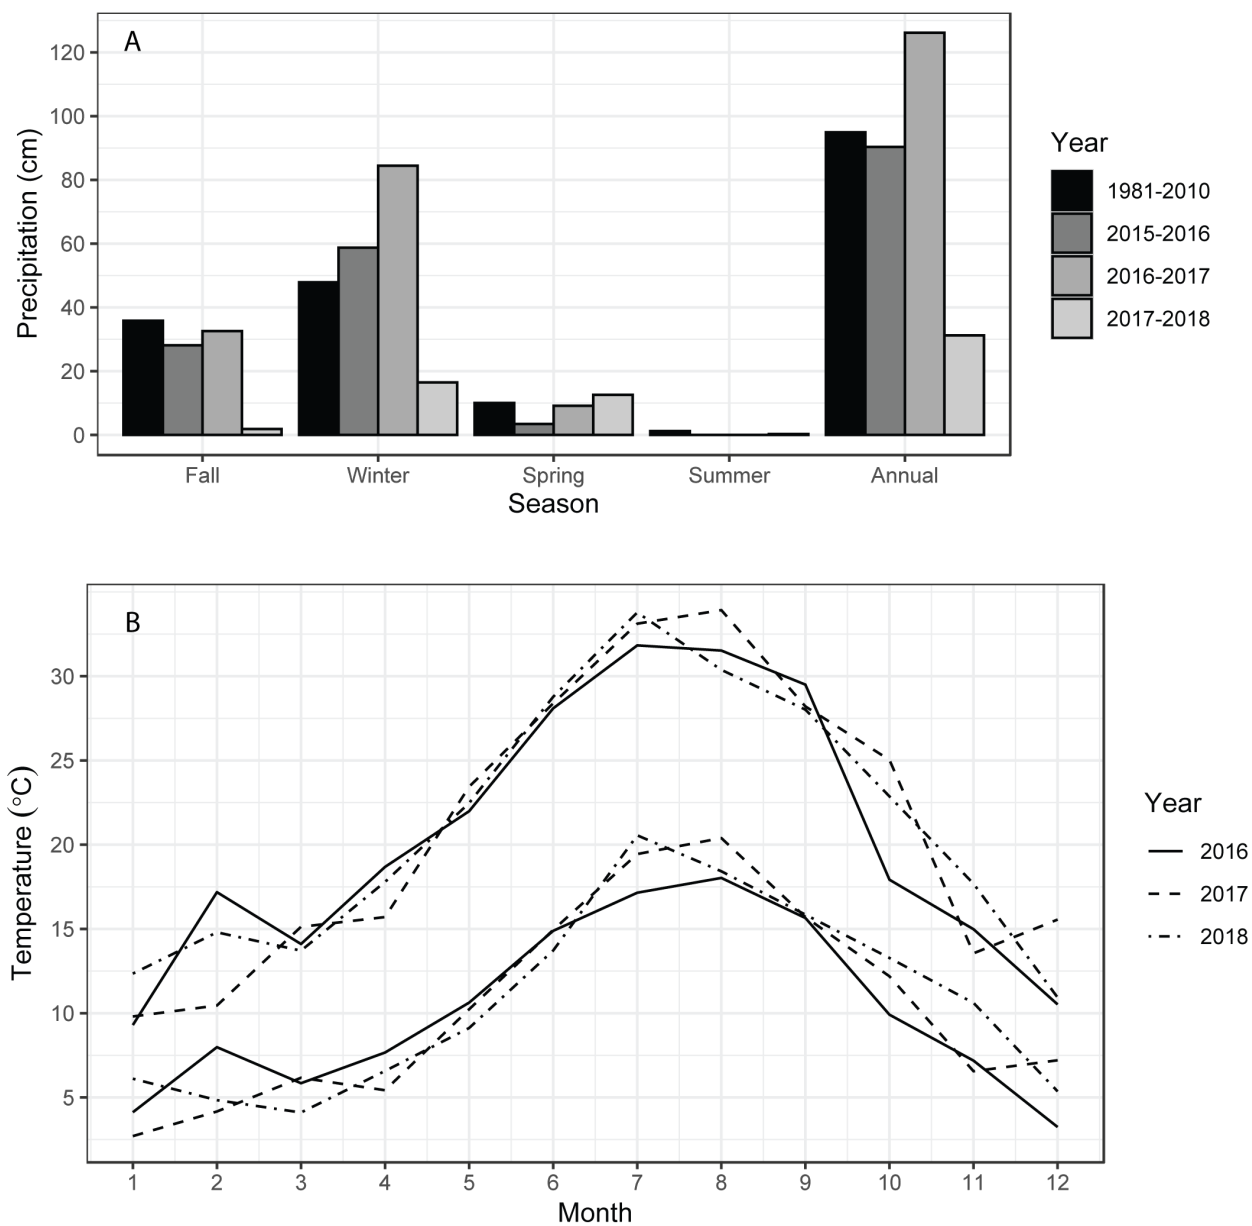 A
Precipitation (cm)
120
100
80
60
40
20
0
Fall Winter Spring Summer Annual
Season
Year
1981-2010
2015-2016
2016-2017
2017-2018
B
Temperature (°C)
30
25
20
15
10
5
1 2 3 4 5 6 7 8 9 10 11 12
Month
Year
2016
2017
2018